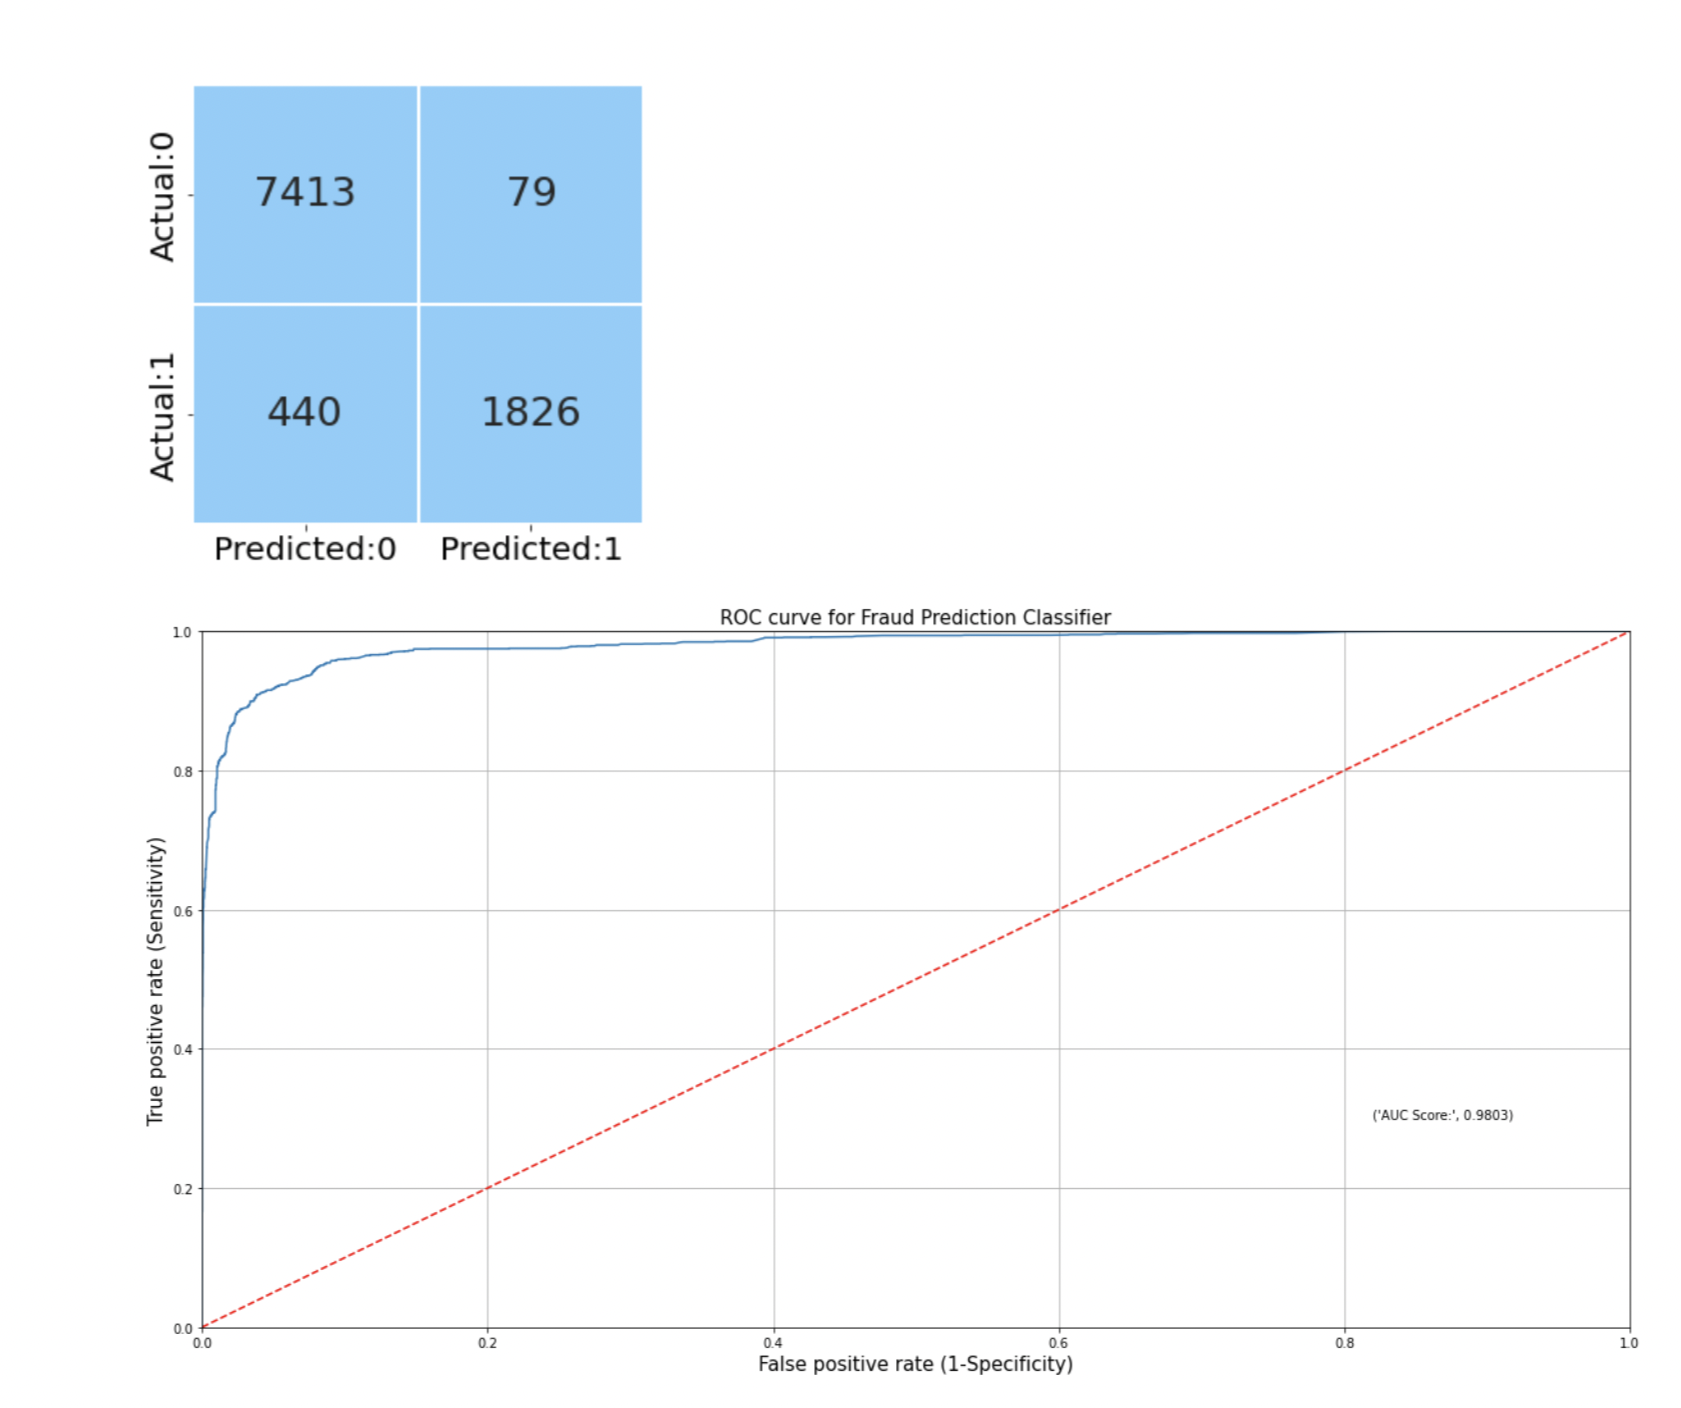 Actual:0
7413 79
Actual:1
440 1826
Predicted:0 Predicted:1
ROC curve for Fraud Prediction Classifier
True positive rate (Sensitivity)
1.0
0.8
0.6
0.4
0.2
0.0
('AUC Score:', 0.9803)
0.0 0.2 0.4 0.6 0.8 1.0
False positive rate (1-Specificity)